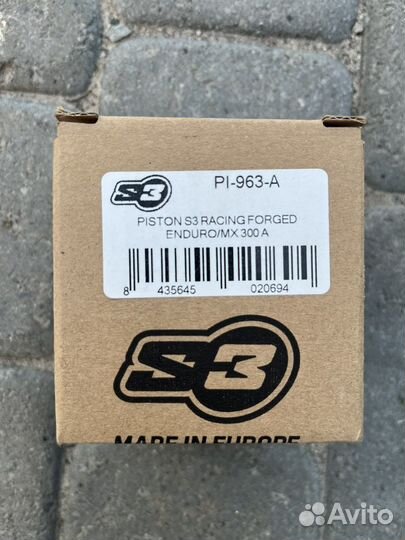 S3
PI-963-A
PISTON S3 RACING FORGED
ENDURO/MX 300 A
8 435645 020694
S3
MADE IN EUROPE
Avito